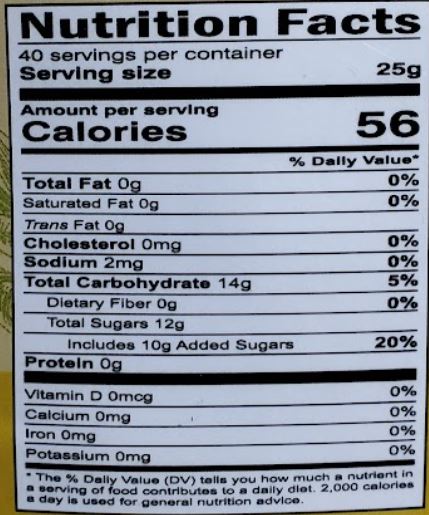 Nutrition Facts
40 servings per container
Serving size 25g
Amount per serving
Calories 56
% Daily Value*
Total Fat 0g 0%
Saturated Fat 0g 0%
Trans Fat 0g
Cholesterol 0mg 0%
Sodium 2mg 0%
Total Carbohydrate 14g 5%
Dietary Fiber 0g 0%
Total Sugars 12g
Includes 10g Added Sugars 20%
Protein 0g
Vitamin D 0mcg 0%
Calcium 0mg 0%
Iron 0mg 0%
Potassium 0mg 0%
* The % Daily Value (DV) tells you how much a nutrient in
a serving of food contributes to a daily diet. 2,000 calories
a day is used for general nutrition advice.